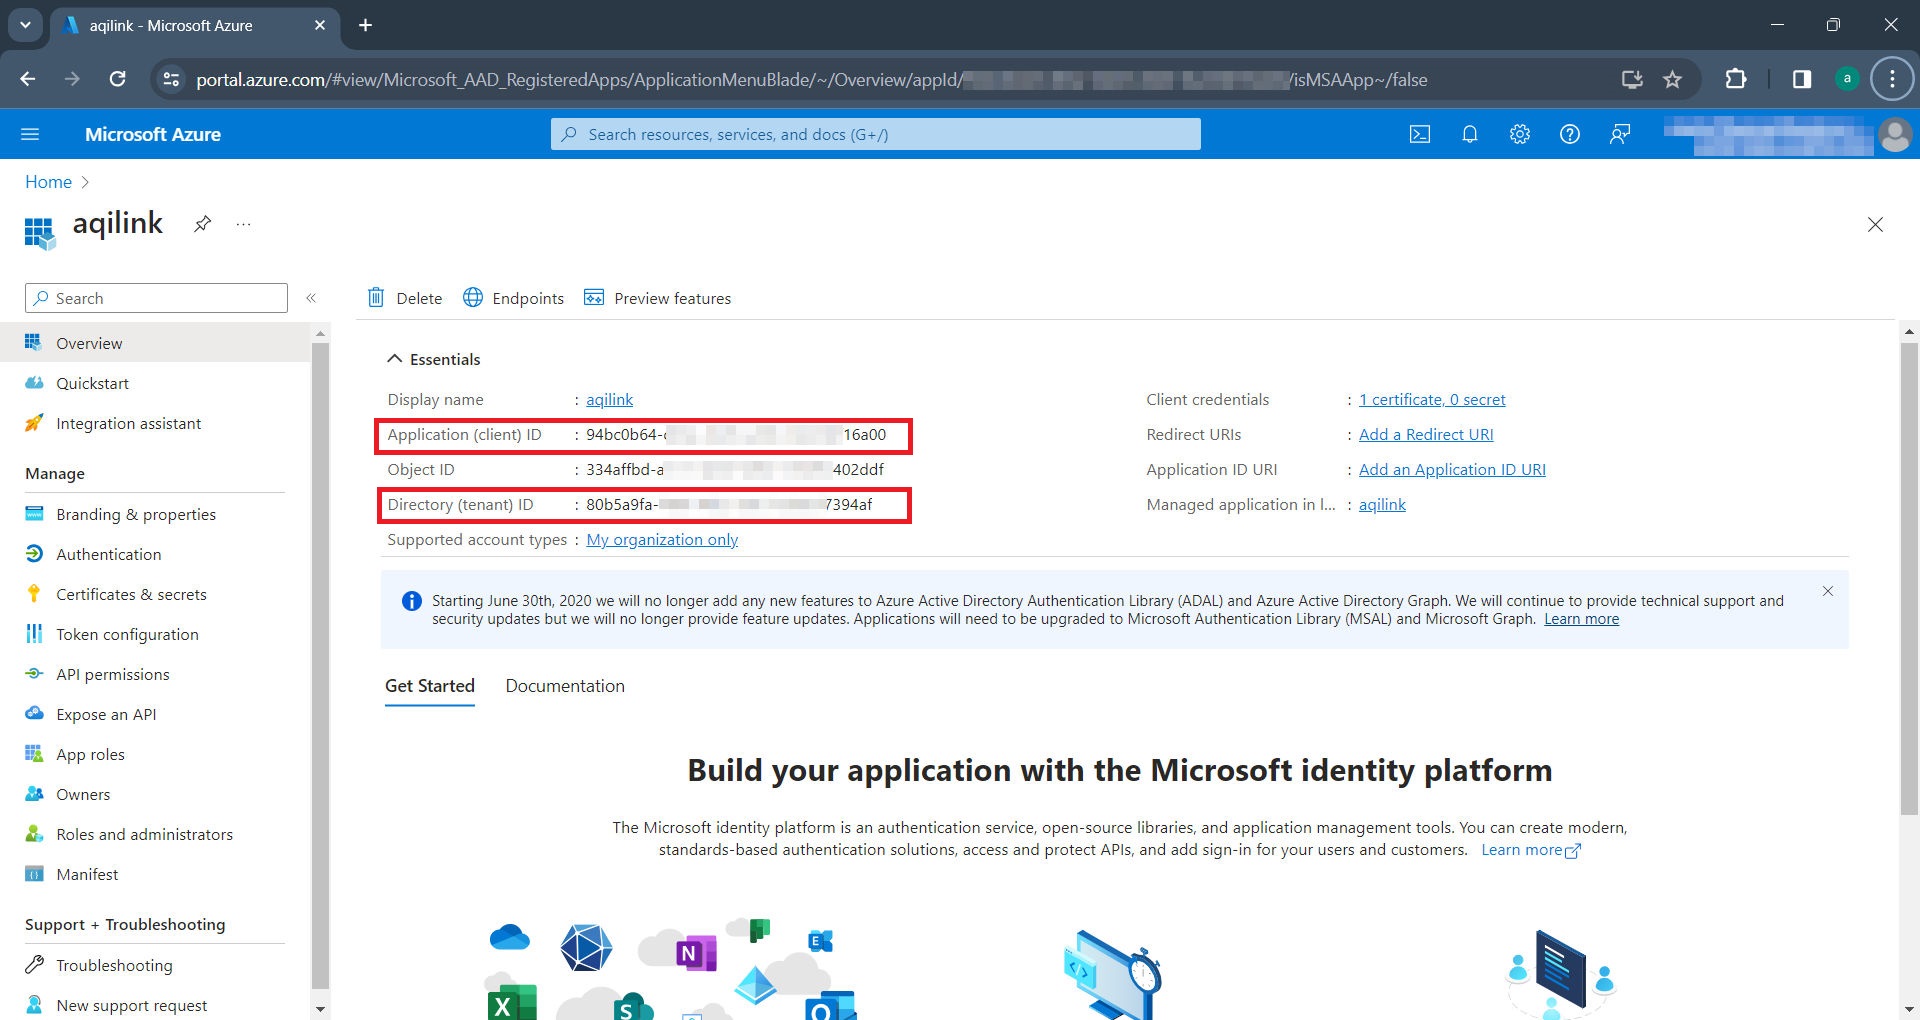 aqilink - Microsoft Azure
portal.azure.com/#view/Microsoft_AAD_RegisteredApps/ApplicationMenuBlade/~/Overview/appId/ /isMSAApp~/false
a
Microsoft Azure
Search resources, services, and docs (G+/)
Home
aqilink
Search
Overview
Quickstart
Integration assistant
Manage
Branding & properties
Authentication
Certificates & secrets
Token configuration
API permissions
Expose an API
App roles
Owners
Roles and administrators
Manifest
Support + Troubleshooting
Troubleshooting
New support request
Delete
Endpoints
Preview features
Essentials
Display name : aqilink
Application (client) ID : 94bc0b64- 16a00
Object ID : 334affbd-a 402ddf
Directory (tenant) ID : 80b5a9fa- 7394af
Supported account types : My organization only
Client credentials : 1 certificate, 0 secret
Redirect URIs : Add a Redirect URI
Application ID URI : Add an Application ID URI
Managed application in l... : aqilink
Starting June 30th, 2020 we will no longer add any new features to Azure Active Directory Authentication Library (ADAL) and Azure Active Directory Graph. We will continue to provide technical support and
security updates but we will no longer provide feature updates. Applications will need to be upgraded to Microsoft Authentication Library (MSAL) and Microsoft Graph. Learn more
Get Started
Documentation
Build your application with the Microsoft identity platform
The Microsoft identity platform is an authentication service, open-source libraries, and application management tools. You can create modern,
standards-based authentication solutions, access and protect APIs, and add sign-in for your users and customers. Learn more
N
E
X
S
O